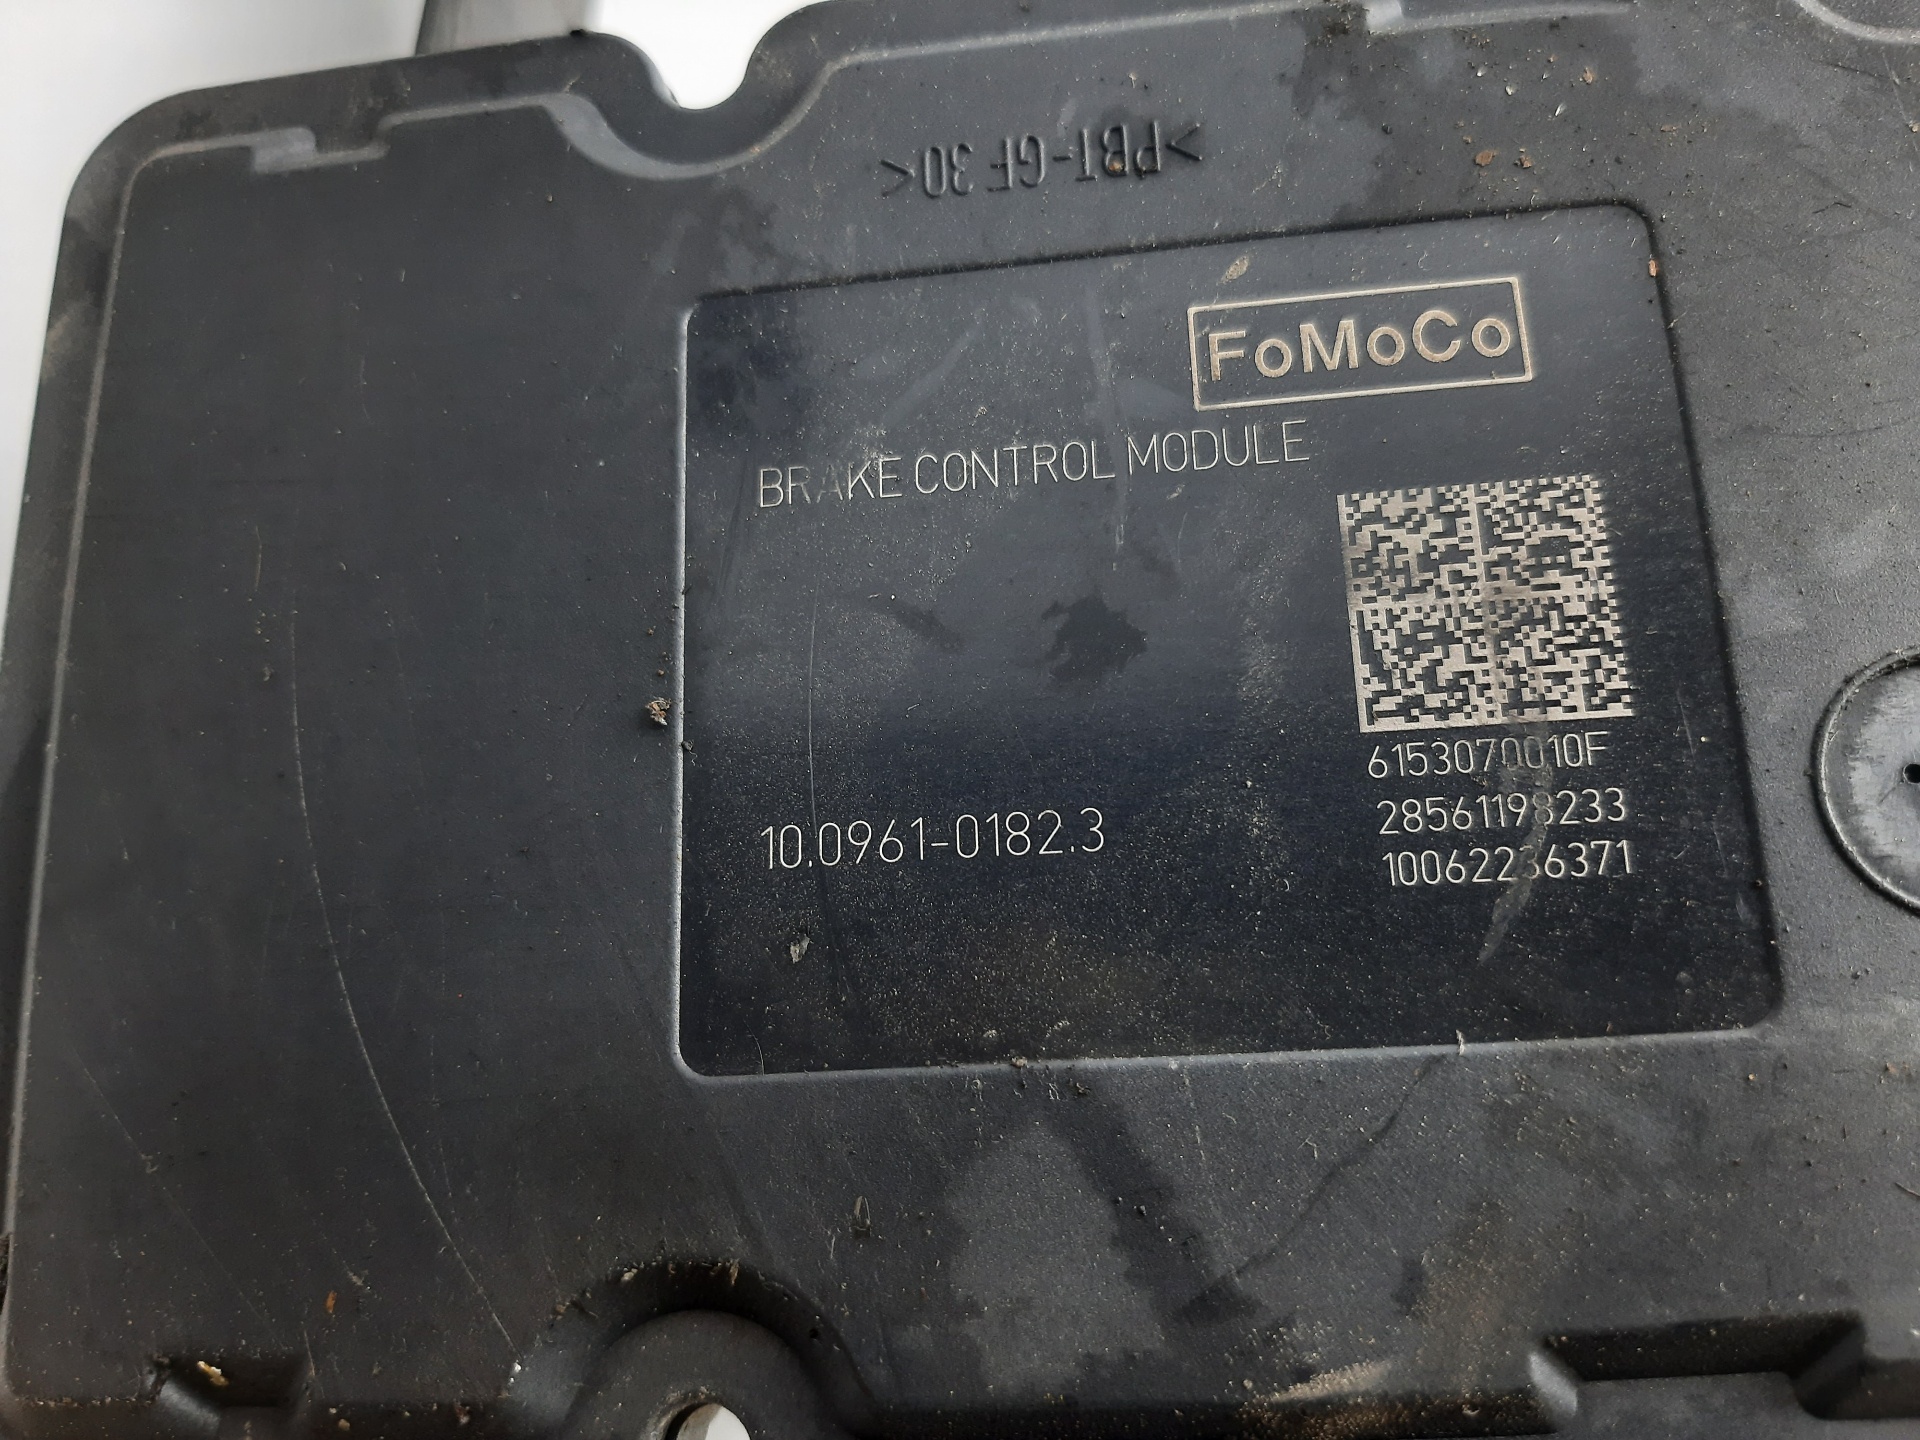 >PBT-GF 30<
FoMoCo
BRAKE CONTROL MODULE
6153070010F
28561198233
10.0961-0182.3
10062236371